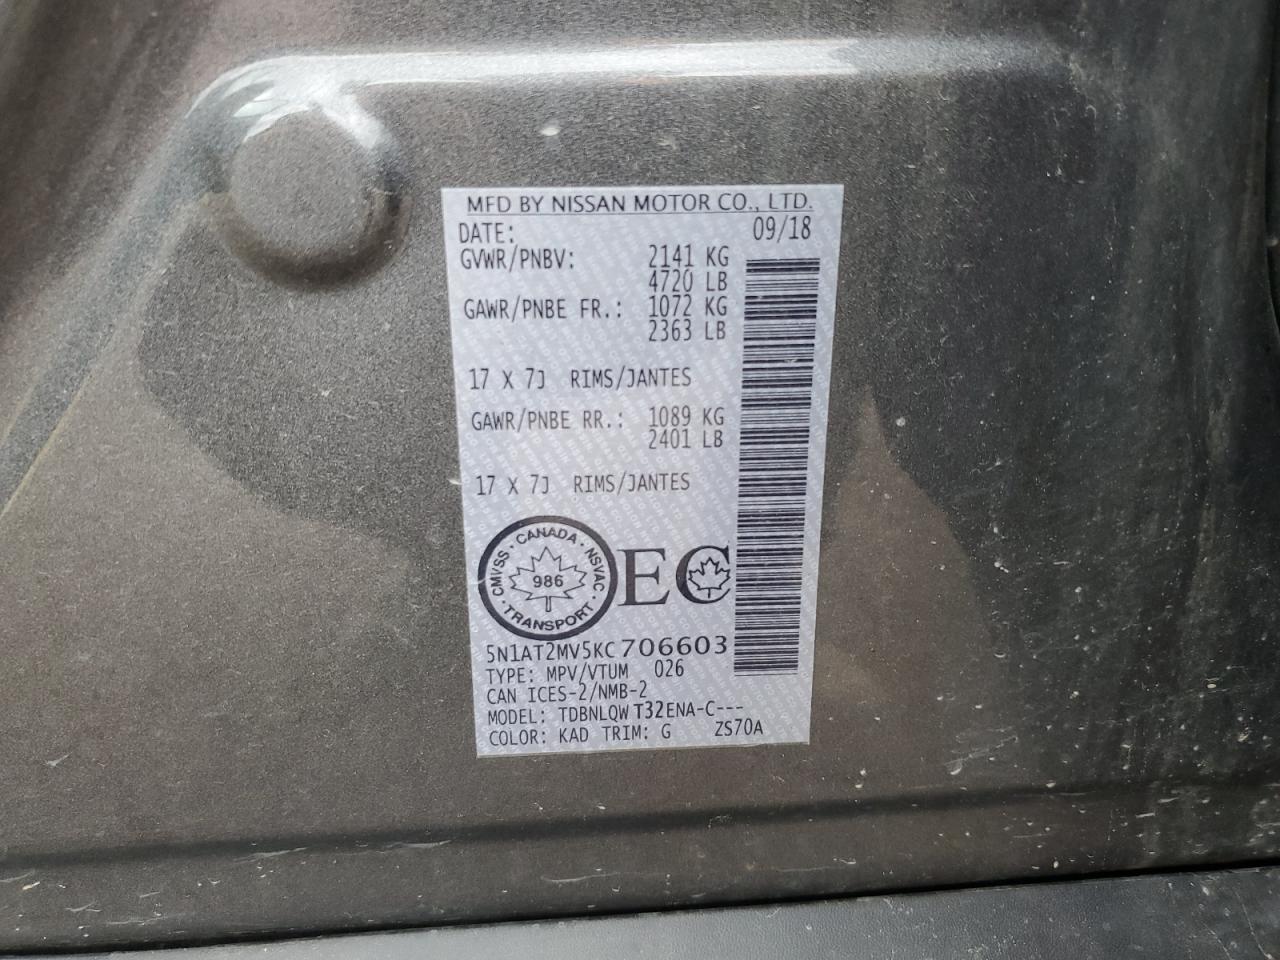 MFD BY NISSAN MOTOR CO., LTD.
DATE: 09/18
GVWR/PNBV: 2141 KG
4720 LB
GAWR/PNBE FR.: 1072 KG
2363 LB
17 X 7J RIMS/JANTES
GAWR/PNBE RR.: 1089 KG
2401 LB
17 X 7J RIMS/JANTES
CMVSS · CANADA · NSVAC · TRANSPORT ·
986
EC
5N1AT2MV5KC706603
TYPE: MPV/VTUM 026
CAN ICES-2/NMB-2
MODEL: TDBNLQW T32ENA-C---
COLOR: KAD TRIM: G ZS70A